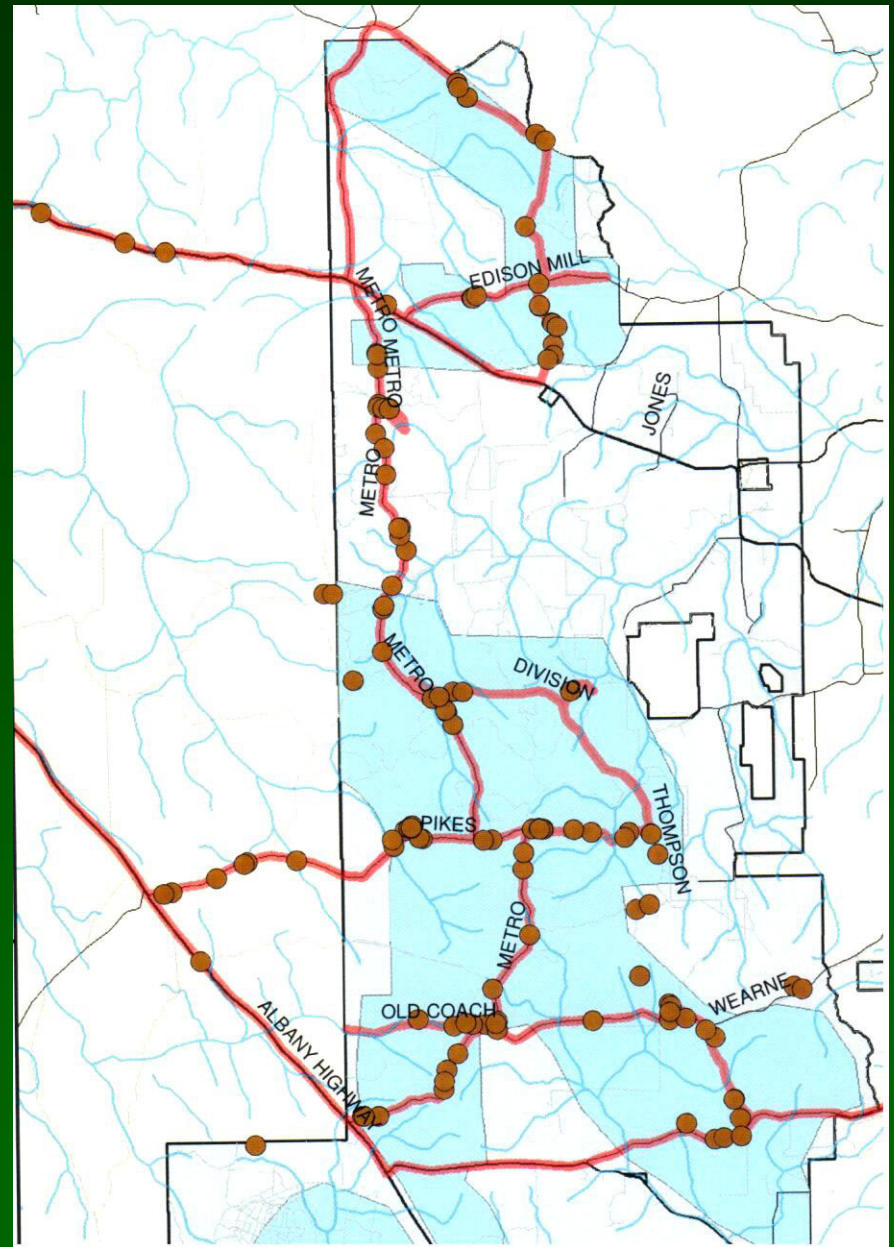 EDISON MILL
METRO
METRO
JONES
METRO
METRO
DIVISION
THOMPSON
PIKES
METRO
WEARNE
OLD COACH
ALBANY HIGHWAY